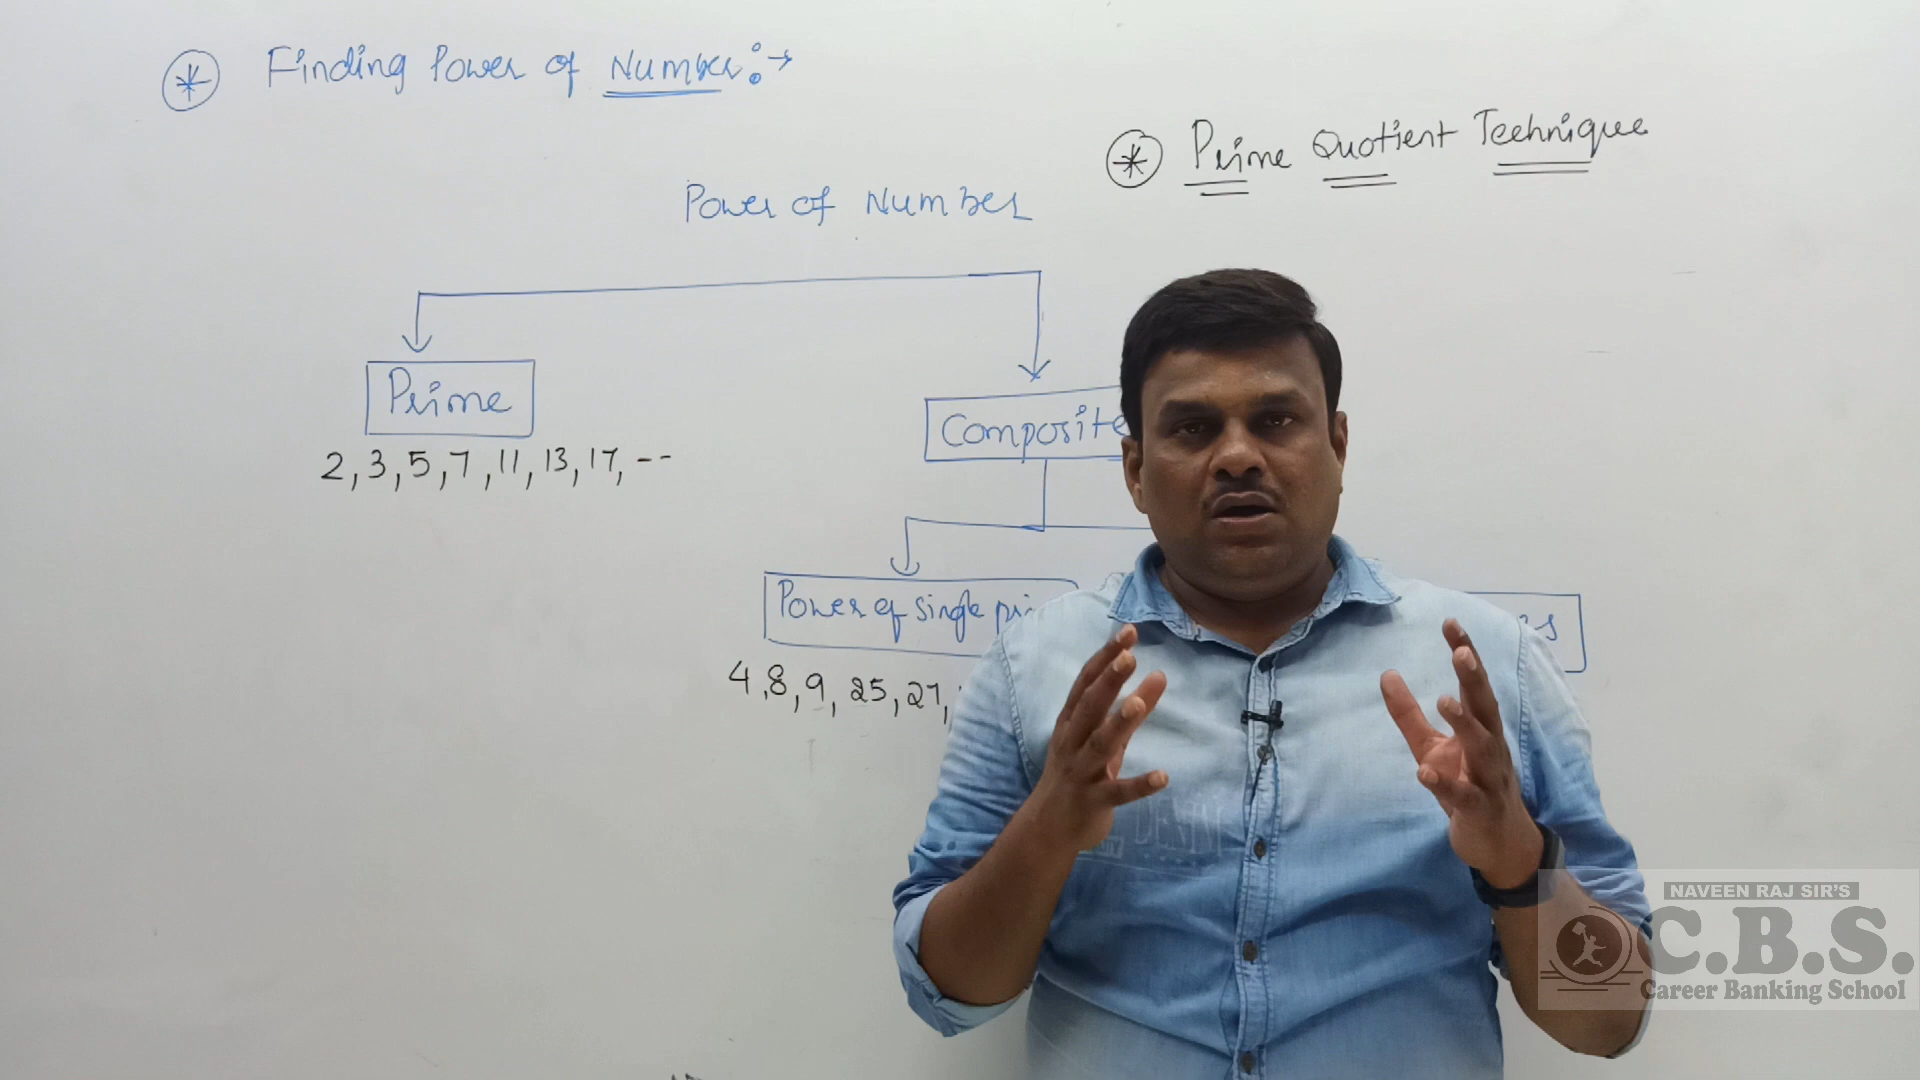 * Finding Power of Number:→
* Prime Quotient Technique
Power of Number
Prime
Composite
2, 3, 5, 7, 11, 13, 17, --
Power of single pri
4, 8, 9, 25, 27,
NAVEEN RAJ SIR'S
C.B.S.
Career Banking School